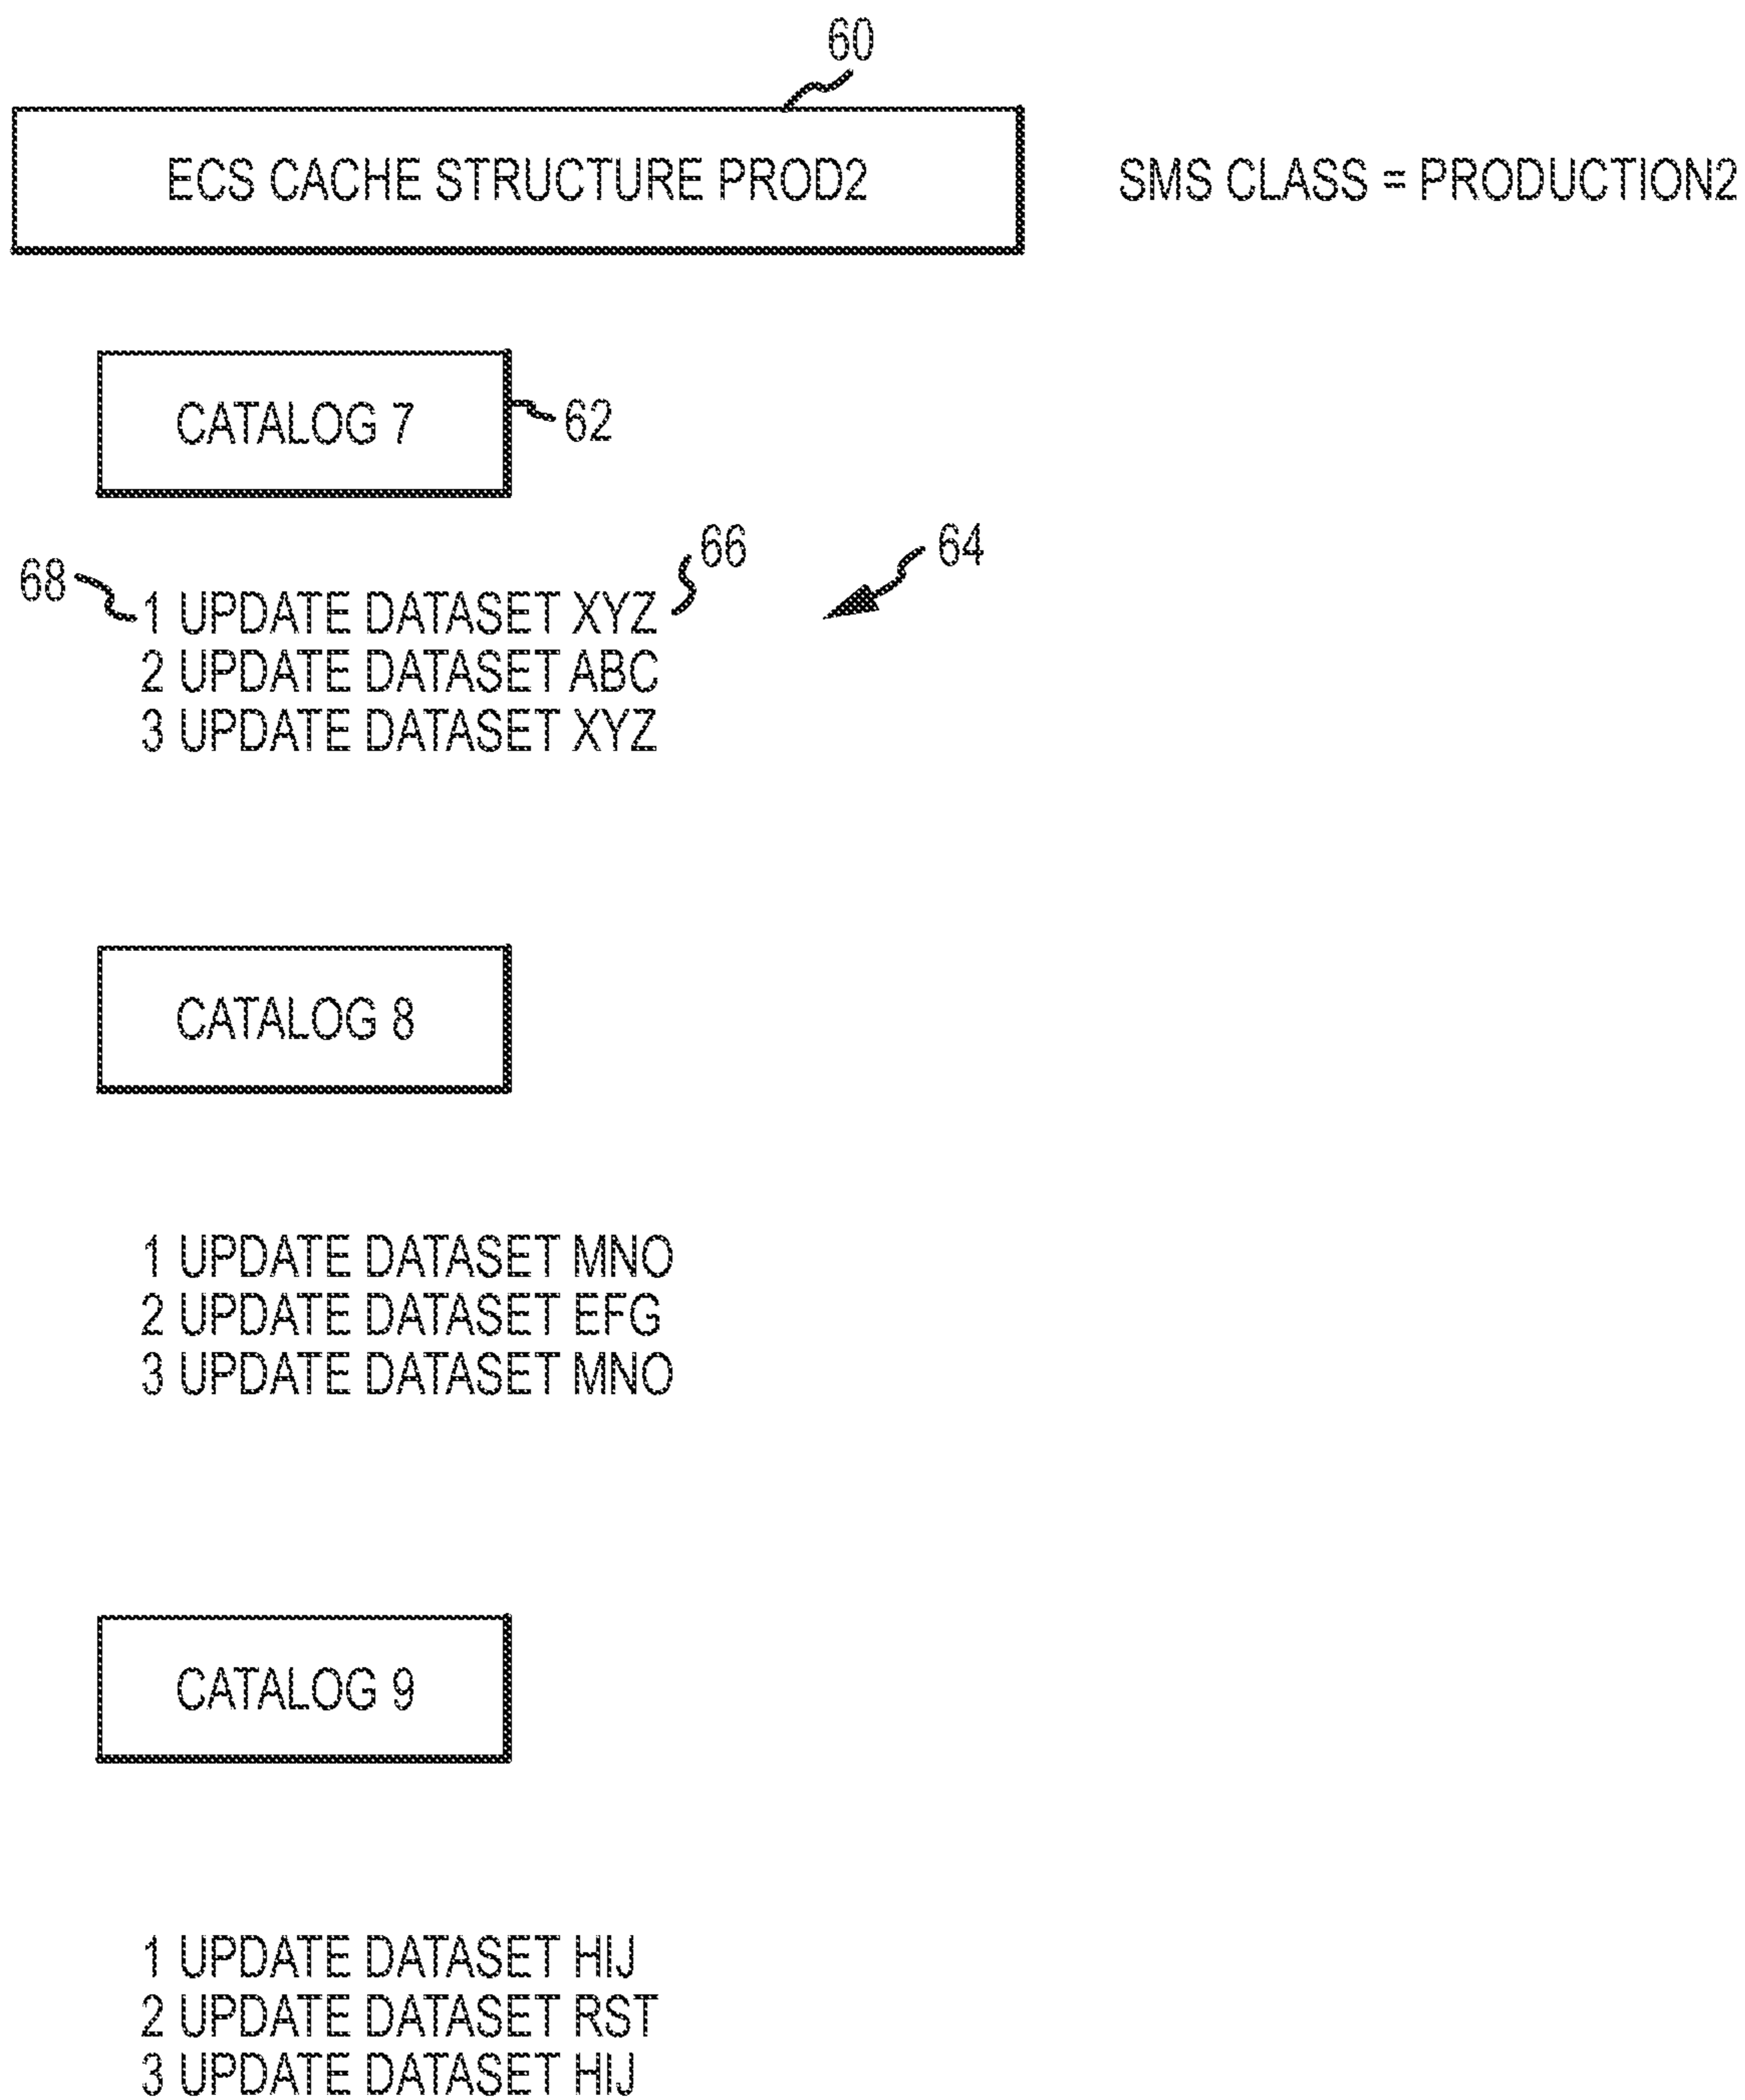 60
ECS CACHE STRUCTURE PROD2
SMS CLASS = PRODUCTION2
CATALOG 7
62
68
66
64
1 UPDATE DATASET XYZ
2 UPDATE DATASET ABC
3 UPDATE DATASET XYZ
CATALOG 8
1 UPDATE DATASET MNO
2 UPDATE DATASET EFG
3 UPDATE DATASET MNO
CATALOG 9
1 UPDATE DATASET HIJ
2 UPDATE DATASET RST
3 UPDATE DATASET HIJ